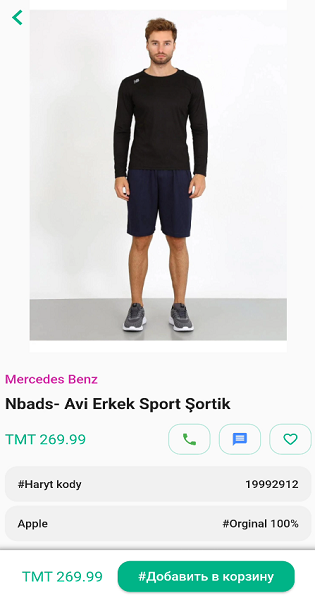 Mercedes Benz
Nbads- Avi Erkek Sport Şortik
TMT 269.99
#Haryt kody 19992912
Apple #Orginal 100%
TMT 269.99 #Добавить в корзину